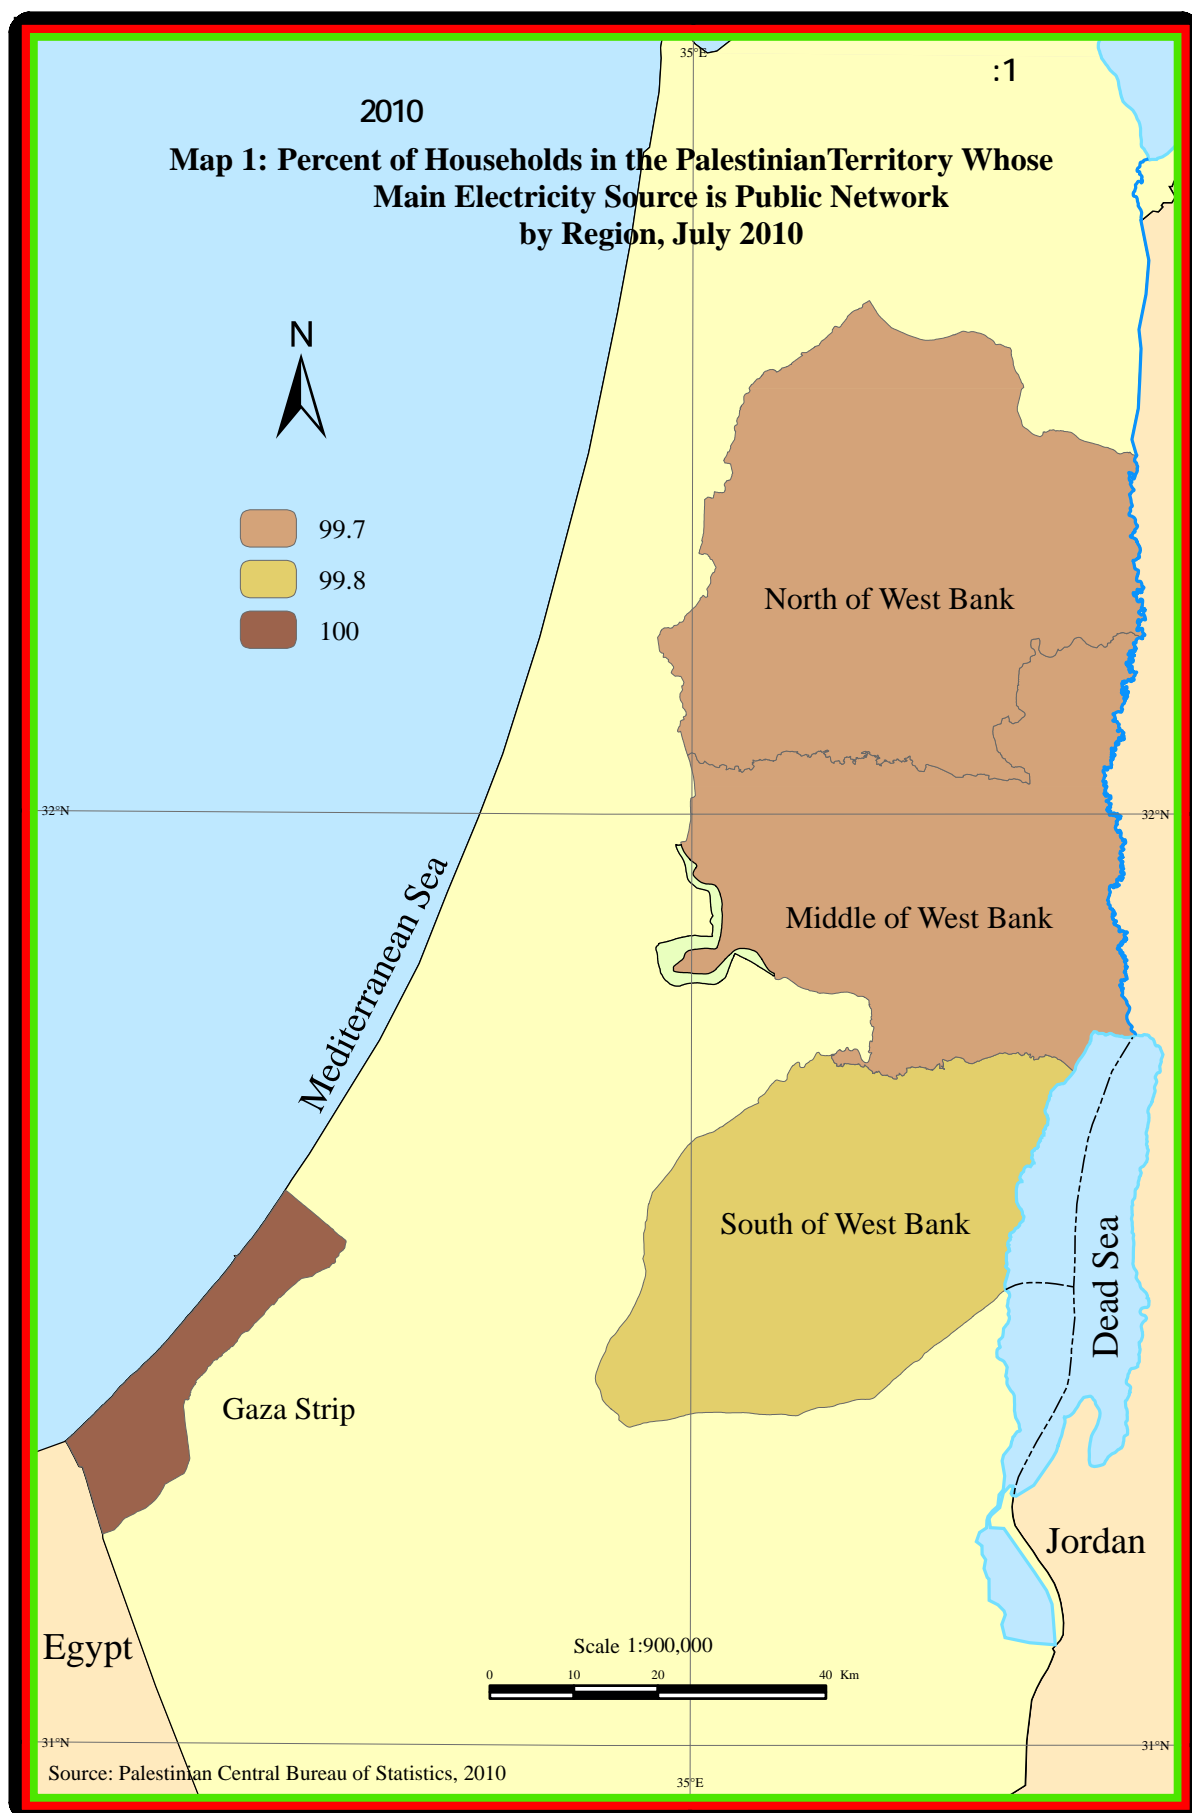 35°E
:1
2010
Map 1: Percent of Households in the PalestinianTerritory Whose
Main Electricity Source is Public Network
by Region, July 2010
N
99.7
99.8
100
North of West Bank
32°N
32°N
Middle of West Bank
Mediterranean Sea
South of West Bank
Dead Sea
Gaza Strip
Jordan
Egypt
Scale 1:900,000
0 10 20 40 Km
31°N
31°N
Source: Palestinian Central Bureau of Statistics, 2010
35°E